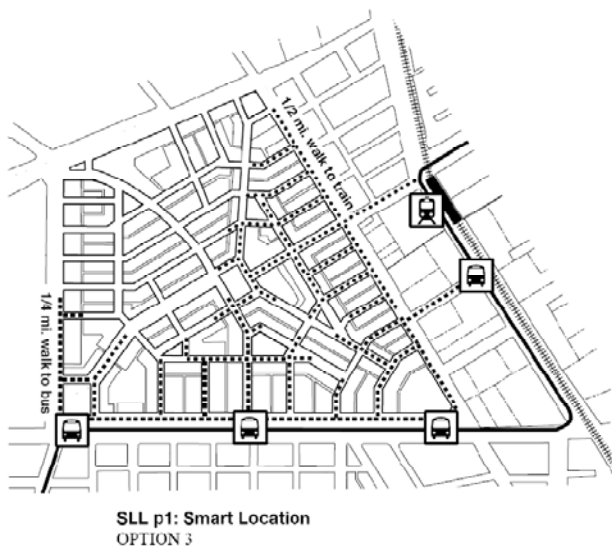 1/2 mi. walk to train
1/4 mi. walk to bus
SLL p1: Smart Location
OPTION 3